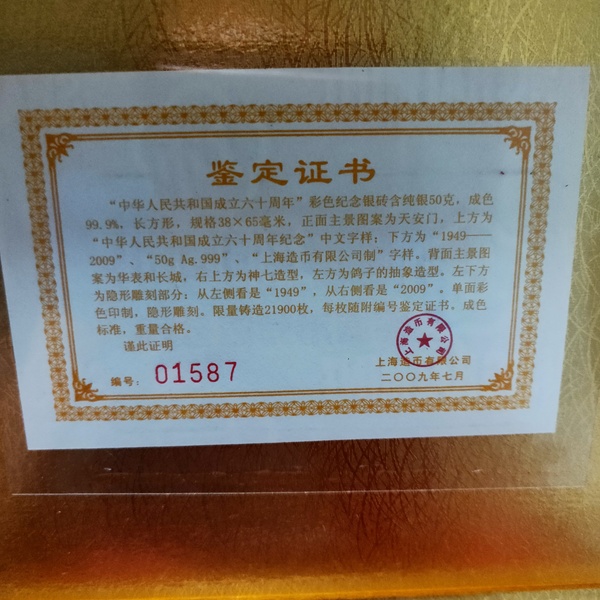 鉴定证书
“中华人民共和国成立六十周年”彩色纪念银砖含纯银50克，成色
99.9%，长方形，规格38×65毫米，正面主景图案为天安门，上方为
“中华人民共和国成立六十周年纪念”中文字样；下方为“1949——
2009”、“50g Ag.999”、“上海造币有限公司制”字样。背面主景图
案为华表和长城，右上方为神七造型，左方为鸽子的抽象造型。左下方
为隐形雕刻部分：从左侧看是“1949”，从右侧看是“2009”。单面彩
色印制，隐形雕刻。限量铸造21900枚，每枚随附编号鉴定证书。成色
标准，重量合格。
谨此证明
上海造币有限公司
上海造币有限公司
编号：01587
二〇〇九年七月